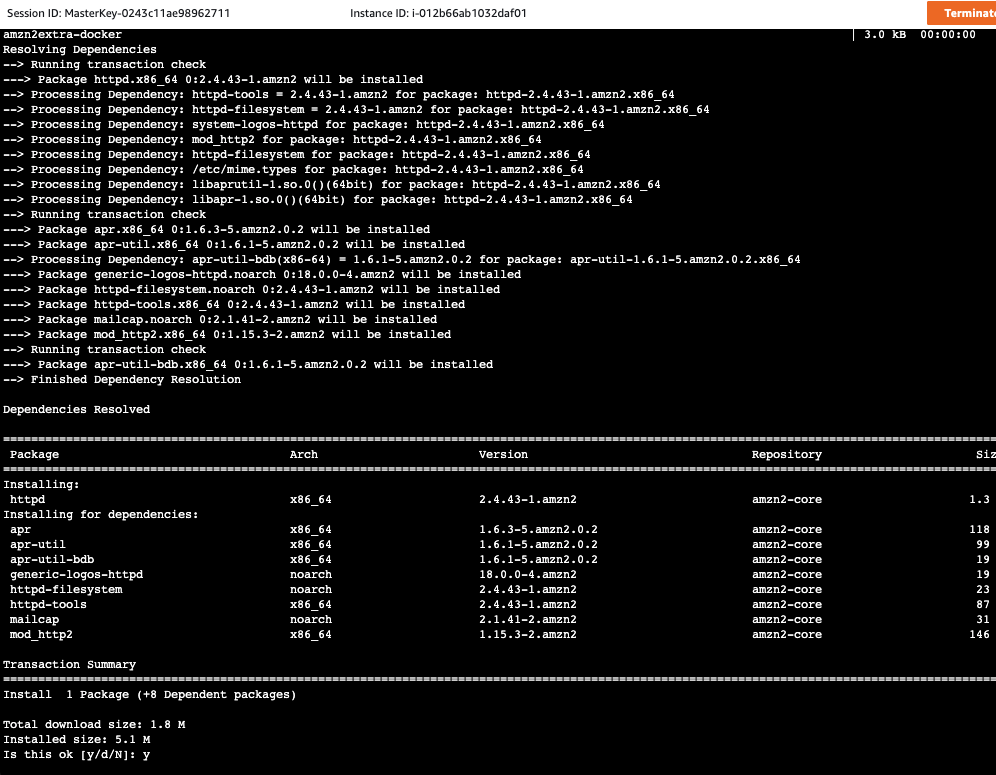 Session ID: MasterKey-0243c11ae98962711 Instance ID: i-012b66ab1032daf01 Terminate
amzn2extra-docker | 3.0 kB 00:00:00
Resolving Dependencies
--> Running transaction check
---> Package httpd.x86_64 0:2.4.43-1.amzn2 will be installed
--> Processing Dependency: httpd-tools = 2.4.43-1.amzn2 for package: httpd-2.4.43-1.amzn2.x86_64
--> Processing Dependency: httpd-filesystem = 2.4.43-1.amzn2 for package: httpd-2.4.43-1.amzn2.x86_64
--> Processing Dependency: system-logos-httpd for package: httpd-2.4.43-1.amzn2.x86_64
--> Processing Dependency: mod_http2 for package: httpd-2.4.43-1.amzn2.x86_64
--> Processing Dependency: httpd-filesystem for package: httpd-2.4.43-1.amzn2.x86_64
--> Processing Dependency: /etc/mime.types for package: httpd-2.4.43-1.amzn2.x86_64
--> Processing Dependency: libaprutil-1.so.0()(64bit) for package: httpd-2.4.43-1.amzn2.x86_64
--> Processing Dependency: libapr-1.so.0()(64bit) for package: httpd-2.4.43-1.amzn2.x86_64
--> Running transaction check
---> Package apr.x86_64 0:1.6.3-5.amzn2.0.2 will be installed
---> Package apr-util.x86_64 0:1.6.1-5.amzn2.0.2 will be installed
--> Processing Dependency: apr-util-bdb(x86-64) = 1.6.1-5.amzn2.0.2 for package: apr-util-1.6.1-5.amzn2.0.2.x86_64
---> Package generic-logos-httpd.noarch 0:18.0.0-4.amzn2 will be installed
---> Package httpd-filesystem.noarch 0:2.4.43-1.amzn2 will be installed
---> Package httpd-tools.x86_64 0:2.4.43-1.amzn2 will be installed
---> Package mailcap.noarch 0:2.1.41-2.amzn2 will be installed
---> Package mod_http2.x86_64 0:1.15.3-2.amzn2 will be installed
--> Running transaction check
---> Package apr-util-bdb.x86_64 0:1.6.1-5.amzn2.0.2 will be installed
--> Finished Dependency Resolution
Dependencies Resolved
Package Arch Version Repository Siz
Installing:
httpd x86_64 2.4.43-1.amzn2 amzn2-core 1.3
Installing for dependencies:
apr x86_64 1.6.3-5.amzn2.0.2 amzn2-core 118
apr-util x86_64 1.6.1-5.amzn2.0.2 amzn2-core 99
apr-util-bdb x86_64 1.6.1-5.amzn2.0.2 amzn2-core 19
generic-logos-httpd noarch 18.0.0-4.amzn2 amzn2-core 19
httpd-filesystem noarch 2.4.43-1.amzn2 amzn2-core 23
httpd-tools x86_64 2.4.43-1.amzn2 amzn2-core 87
mailcap noarch 2.1.41-2.amzn2 amzn2-core 31
mod_http2 x86_64 1.15.3-2.amzn2 amzn2-core 146
Transaction Summary
Install 1 Package (+8 Dependent packages)
Total download size: 1.8 M
Installed size: 5.1 M
Is this ok [y/d/N]: y